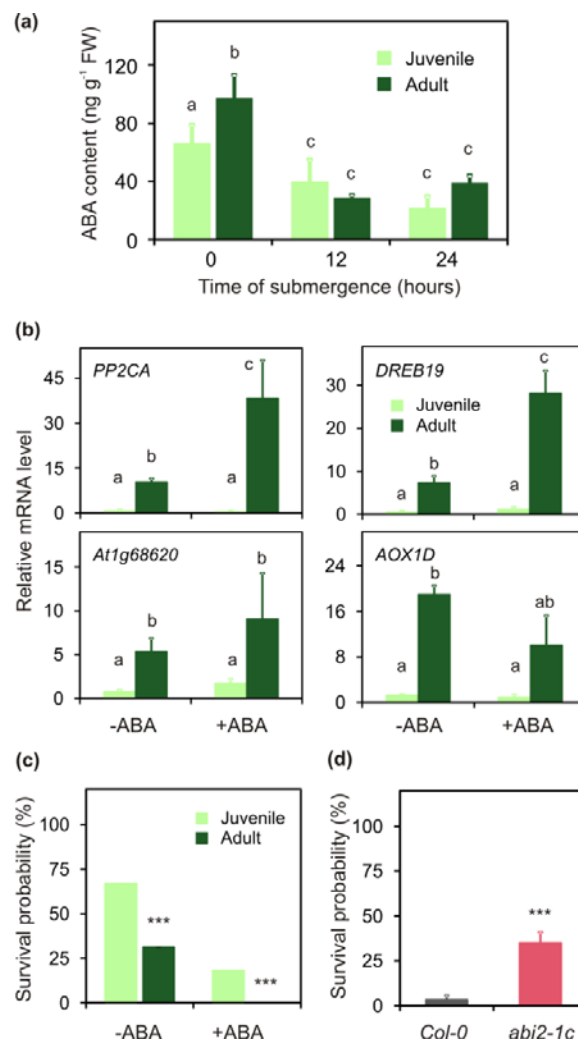 (a)
ABA content (ng g⁻¹ FW)
120
80
40
0
Juvenile
Adult
a
b
c
c
c
c
0
12
24
Time of submergence (hours)
(b)
Relative mRNA level
PP2CA
45
30
15
0
a
b
a
c
DREB19
Juvenile
Adult
30
20
10
0
a
b
a
c
At1g68620
15
10
5
0
a
b
a
b
-ABA
+ABA
AOX1D
24
16
8
0
a
b
a
ab
-ABA
+ABA
(c)
Survival probability (%)
100
75
50
25
0
Juvenile
Adult
***
***
-ABA
+ABA
(d)
Survival probability (%)
100
75
50
25
0
***
Col-0
abi2-1c